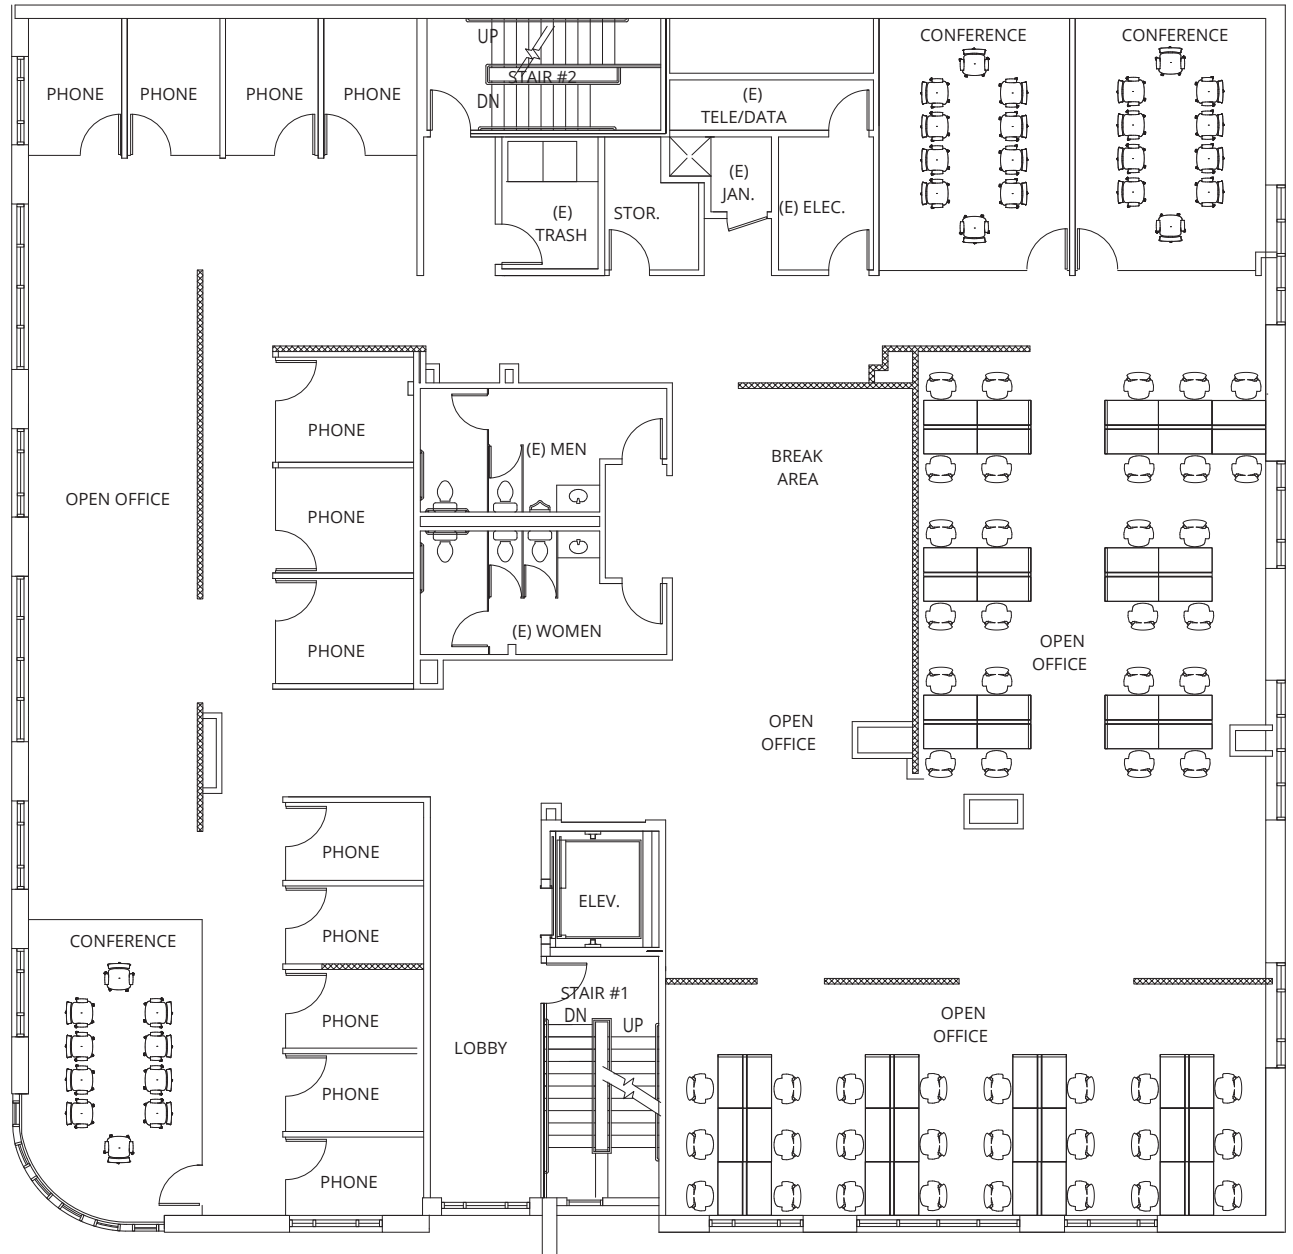 UP
CONFERENCE
CONFERENCE
STAIR #2
PHONE
PHONE
PHONE
PHONE
DN
(E)
TELE/DATA
(E)
JAN.
(E)
TRASH
STOR.
(E) ELEC.
PHONE
(E) MEN
BREAK
AREA
OPEN OFFICE
PHONE
(E) WOMEN
PHONE
OPEN
OFFICE
OPEN
OFFICE
PHONE
ELEV.
PHONE
CONFERENCE
STAIR #1
DN
UP
PHONE
OPEN
OFFICE
LOBBY
PHONE
PHONE